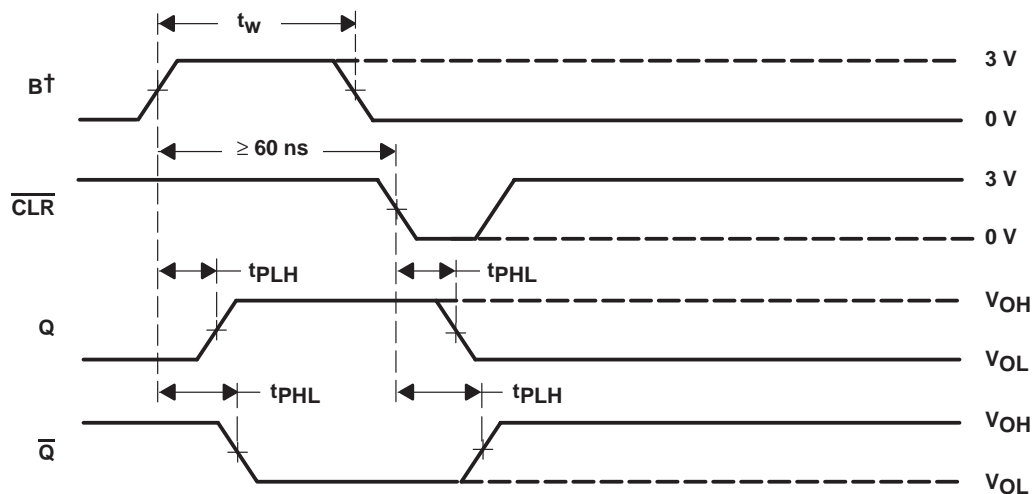 tw
3 V
B†
0 V
≥ 60 ns
3 V
CLR
0 V
tPLH
tPHL
VOH
Q
VOL
tPHL
tPLH
VOH
Q
VOL